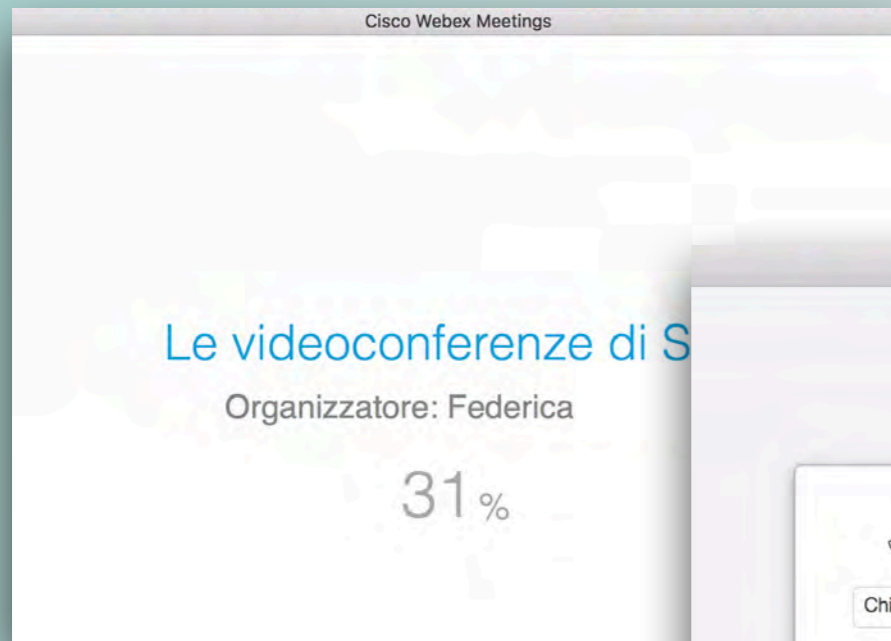 Cisco Webex Meetings
Le videoconferenze di S
Organizzatore: Federica
31 %
Chi